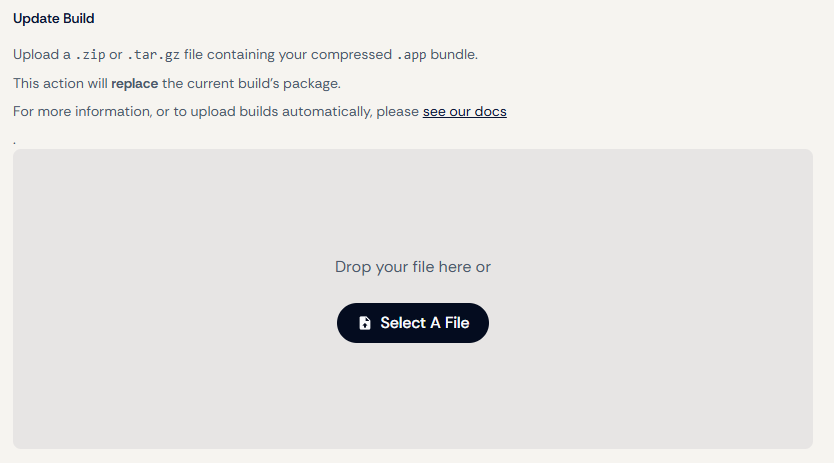 Update Build
Upload a .zip or .tar.gz file containing your compressed .app bundle.
This action will replace the current build's package.
For more information, or to upload builds automatically, please see our docs
.
Drop your file here or
Select A File